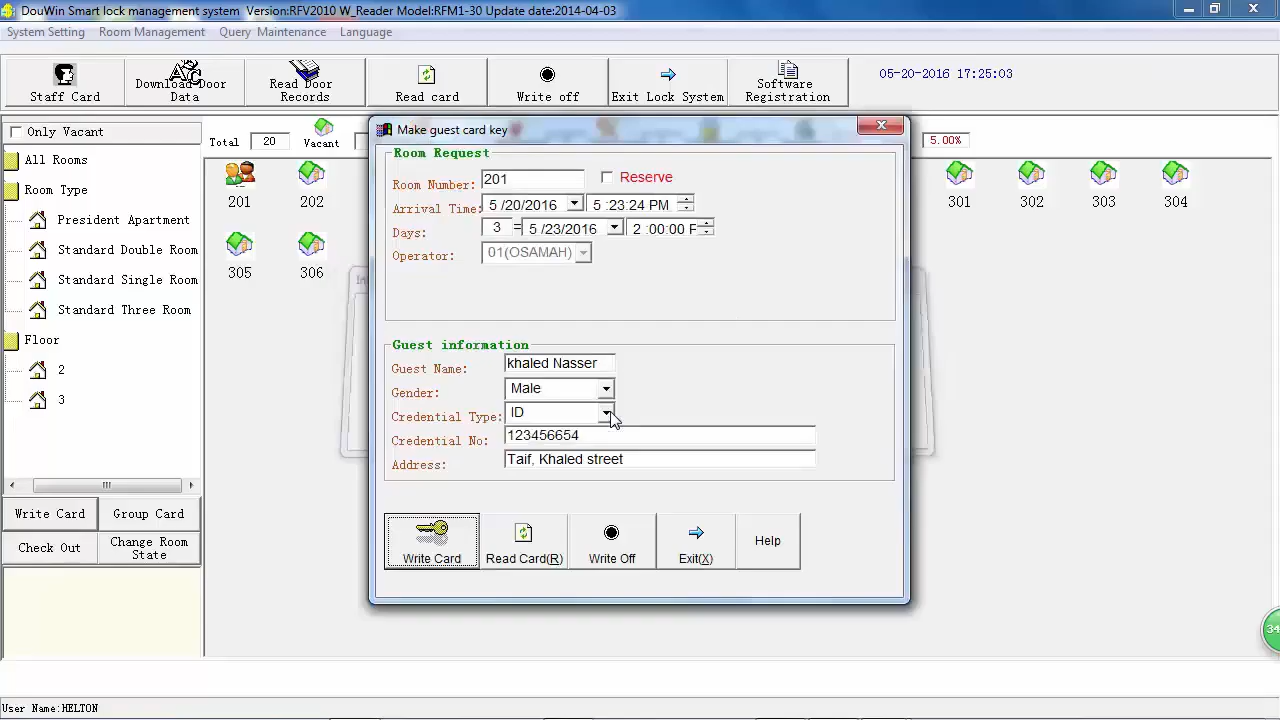 DouWin Smart lock management system Version:RFV2010 W_Reader Model:RFM1-30 Update date:2014-04-03
System Setting Room Management Query Maintenance Language
Staff Card
Download Door Data
Read Door Records
Read card
Write off
Exit Lock System
Software Registration
05-20-2016 17:25:03
Only Vacant
Total 20 Vacant
5.00%
All Rooms
Room Type
President Apartment
Standard Double Room
Standard Single Room
Standard Three Room
Floor
2
3
201 202 301 302 303 304
305 306
Make guest card key
Room Request
Room Number: 201 Reserve
Arrival Time: 5 /20/2016 5 :23:24 PM
Days: 3 = 5 /23/2016 2 :00:00 F
Operator: 01(OSAMAH)
Guest information
Guest Name: khaled Nasser
Gender: Male
Credential Type: ID
Credential No: 123456654
Address: Taif, Khaled street
Write Card Read Card(R) Write Off Exit(X) Help
Write Card Group Card
Check Out Change Room State
34
User Name:HELTON